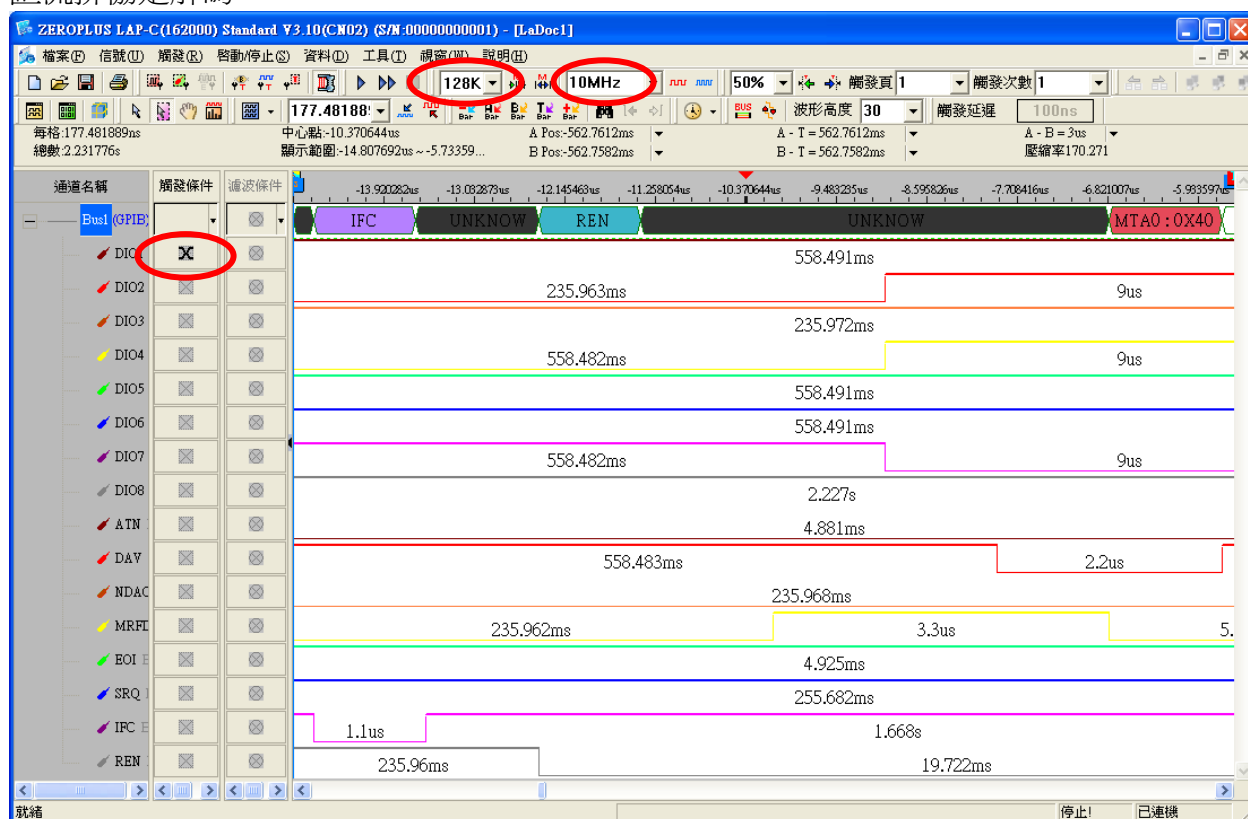 ZEROPLUS LAP-C(162000) Standard V3.10(CN02) (S/N:00000000001) - [LaDoc1]
檔案(F) 信號(U) 觸發(R) 啓動/停止(S) 資料(D) 工具(T) 視窗(W) 說明(H)
128K 10MHz 50% 觸發頁 1 觸發次數 1
177.48188 波形高度 30 觸發延遲 100ns
每格:177.481889ns 中心點:-10.370644us A Pos:-562.7612ms A - T = 562.7612ms A - B = 3us
總數:2.231776s 顯示範圍:-14.807692us ~ -5.73359... B Pos:-562.7582ms B - T = 562.7582ms 壓縮率170.271
通道名稱 觸發條件 濾波條件 -13.920282us -13.032873us -12.145463us -11.258054us -10.370644us -9.483235us -8.595826us -7.708416us -6.821007us -5.933597us
Bus1 (GPIB) IFC UNKNOW REN UNKNOW MTA0 : 0X40
DIO1 558.491ms
DIO2 235.963ms 9us
DIO3 235.972ms
DIO4 558.482ms 9us
DIO5 558.491ms
DIO6 558.491ms
DIO7 558.482ms 9us
DIO8 2.227s
ATN 4.881ms
DAV 558.483ms 2.2us
NDAC 235.968ms
MRFD 235.962ms 3.3us 5.
EOI 4.925ms
SRQ 255.682ms
IFC 1.1us 1.668s
REN 235.96ms 19.722ms
就緒 停止! 已連機